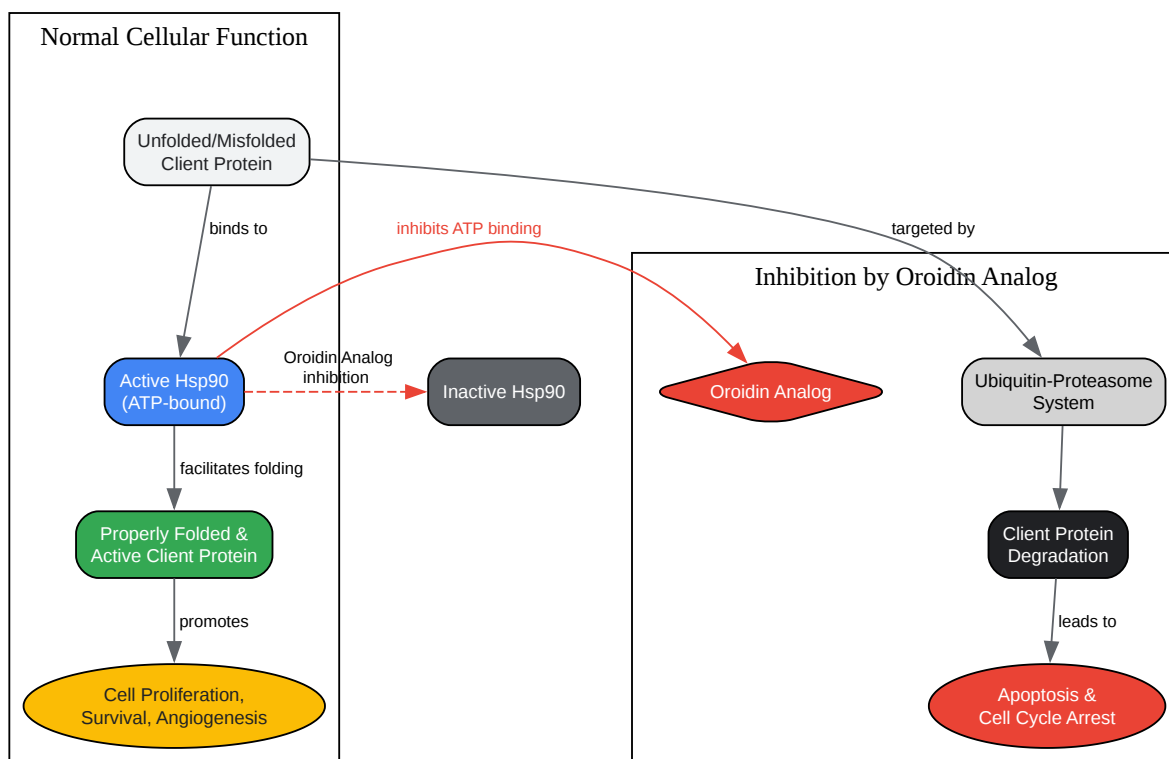 Normal Cellular Function
Unfolded/Misfolded
Client Protein
binds to
inhibits ATP binding
targeted by
Inhibition by Oroidin Analog
Active Hsp90
(ATP-bound)
Oroidin Analog
inhibition
Inactive Hsp90
Oroidin Analog
Ubiquitin-Proteasome
System
facilitates folding
Properly Folded &
Active Client Protein
Client Protein
Degradation
promotes
leads to
Cell Proliferation,
Survival, Angiogenesis
Apoptosis &
Cell Cycle Arrest